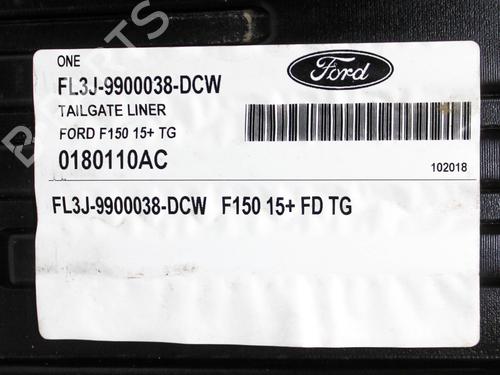 ONE
FL3J-9900038-DCW
TAILGATE LINER
FORD F150 15+ TG
0180110AC
Ford
102018
FL3J-9900038-DCW F150 15+ FD TG